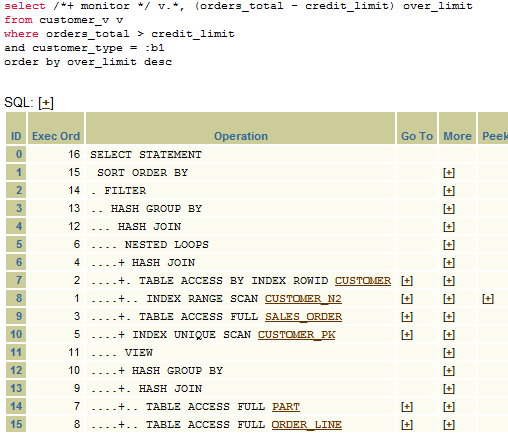 select /*+ monitor */ v.*, (orders_total - credit_limit) over_limit
from customer_v v
where orders_total > credit_limit
and customer_type = :b1
order by over_limit desc
SQL: [+]
ID Exec Ord Operation Go To More Peek
0 16 SELECT STATEMENT
1 15 SORT ORDER BY [+]
2 14 . FILTER [+]
3 13 .. HASH GROUP BY [+]
4 12 ... HASH JOIN [+]
5 6 .... NESTED LOOPS [+]
6 4 ....+ HASH JOIN [+]
7 2 ....+. TABLE ACCESS BY INDEX ROWID CUSTOMER [+] [+]
8 1 ....+.. INDEX RANGE SCAN CUSTOMER_N2 [+] [+] [+]
9 3 ....+. TABLE ACCESS FULL SALES_ORDER [+] [+]
10 5 ....+ INDEX UNIQUE SCAN CUSTOMER_PK [+] [+]
11 11 .... VIEW [+]
12 10 ....+ HASH GROUP BY [+]
13 9 ....+. HASH JOIN [+]
14 7 ....+.. TABLE ACCESS FULL PART [+] [+]
15 8 ....+.. TABLE ACCESS FULL ORDER_LINE [+] [+]